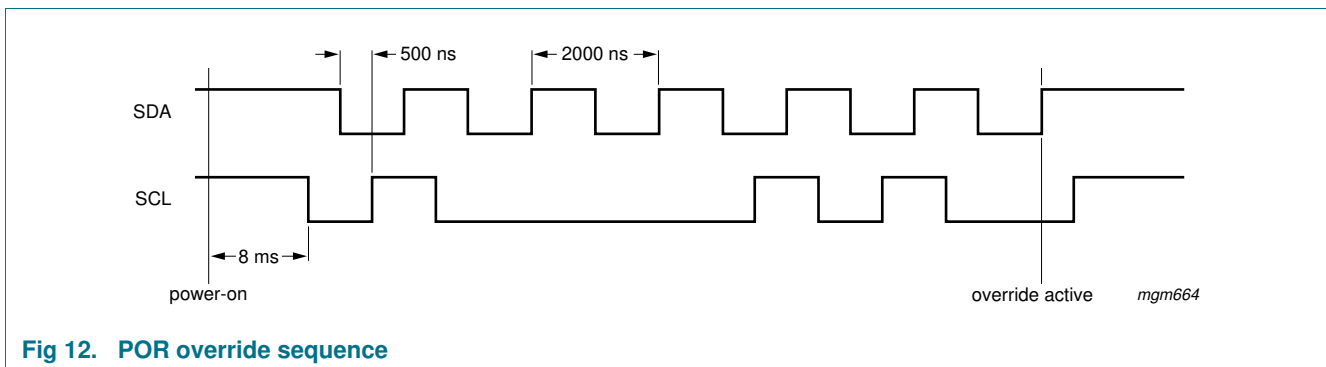 500 ns
2000 ns
SDA
SCL
8 ms
power-on
override active
mgm664
Fig 12. POR override sequence